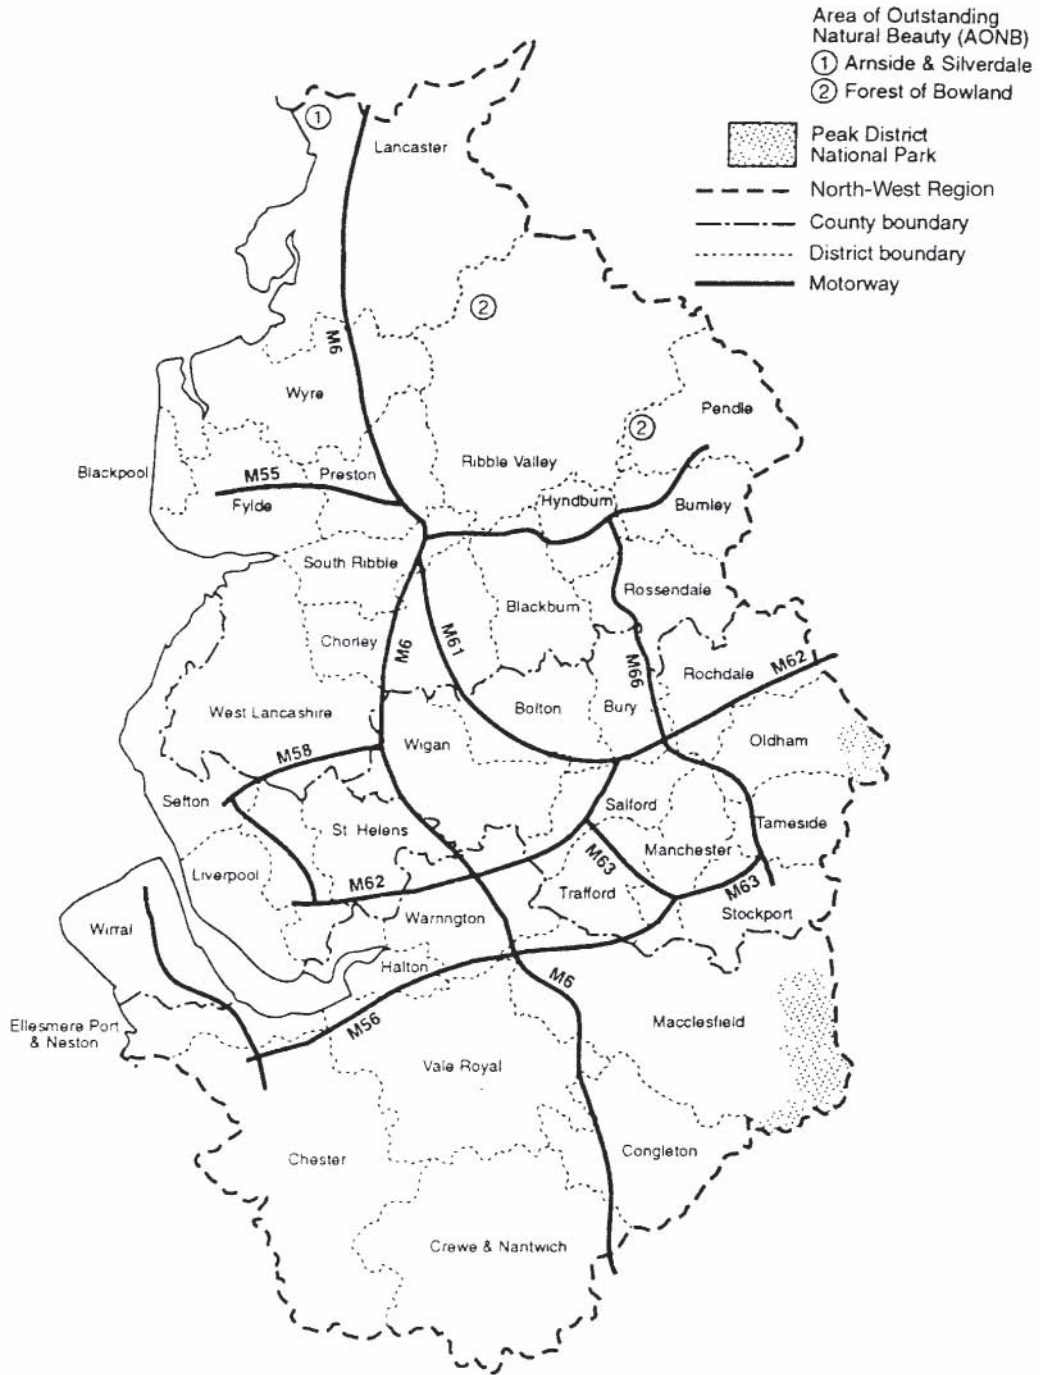 Area of Outstanding
Natural Beauty (AONB)
1 Arnside & Silverdale
2 Forest of Bowland
Peak District
National Park
North-West Region
County boundary
District boundary
Motorway
1
Lancaster
2
M6
Wyre
Pendle
2
Blackpool
M55
Preston
Ribble Valley
Fylde
Hyndburn
Burnley
South Ribble
Rossendale
Blackburn
Chorley
M6
M61
M66
Rochdale
M62
West Lancashire
Bolton
Bury
Wigan
Oldham
M58
Sefton
Salford
St Helens
Tameside
Manchester
Liverpool
M62
M63
M63
Trafford
Stockport
Wirral
Warrington
Halton
M6
Ellesmere Port
& Neston
M56
Macclesfield
Vale Royal
Chester
Congleton
Crewe & Nantwich